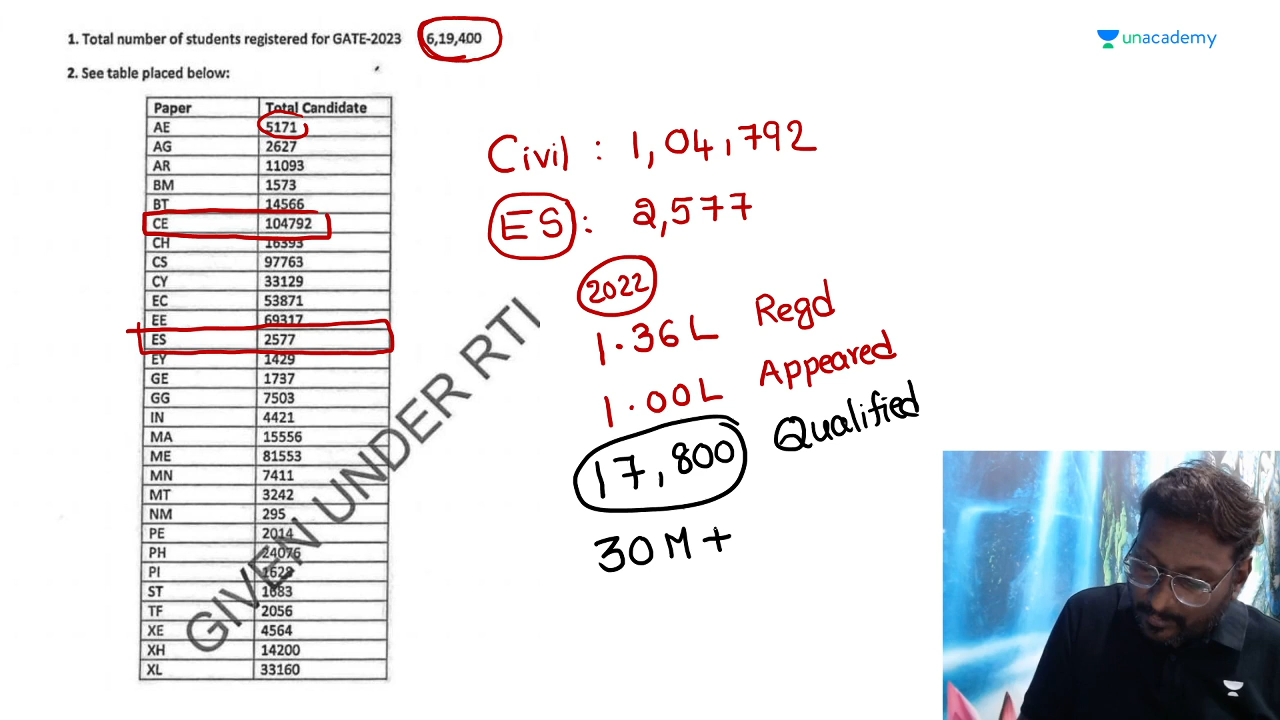 1. Total number of students registered for GATE-2023 6,19,400
2. See table placed below:
Paper Total Candidate
AE 5171
AG 2627
AR 11093
BM 1573
BT 14566
CE 104792
CH 16393
CS 97763
CY 33129
EC 53871
EE 69317
ES 2577
EY 1429
GE 1737
GG 7503
IN 4421
MA 15556
ME 81553
MN 7411
MT 3242
NM 295
PE 2014
PH 24076
PI 1628
ST 1683
TF 2056
XE 4564
XH 14200
XL 33160
GIVEN UNDER RTI
unacademy
Civil : 1,04,792
ES : 2,577
2022
1.36L Regd
1.00L Appeared
17,800 Qualified
30 M +